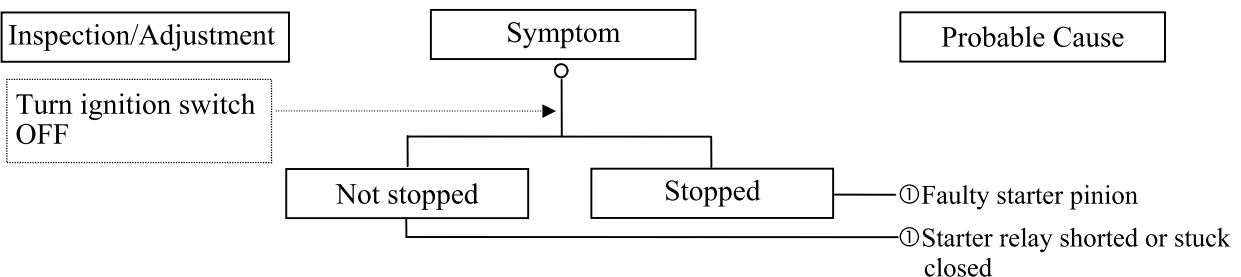 Inspection/Adjustment
Symptom
Probable Cause
Turn ignition switch
OFF
Not stopped
Stopped
①Faulty starter pinion
①Starter relay shorted or stuck
closed